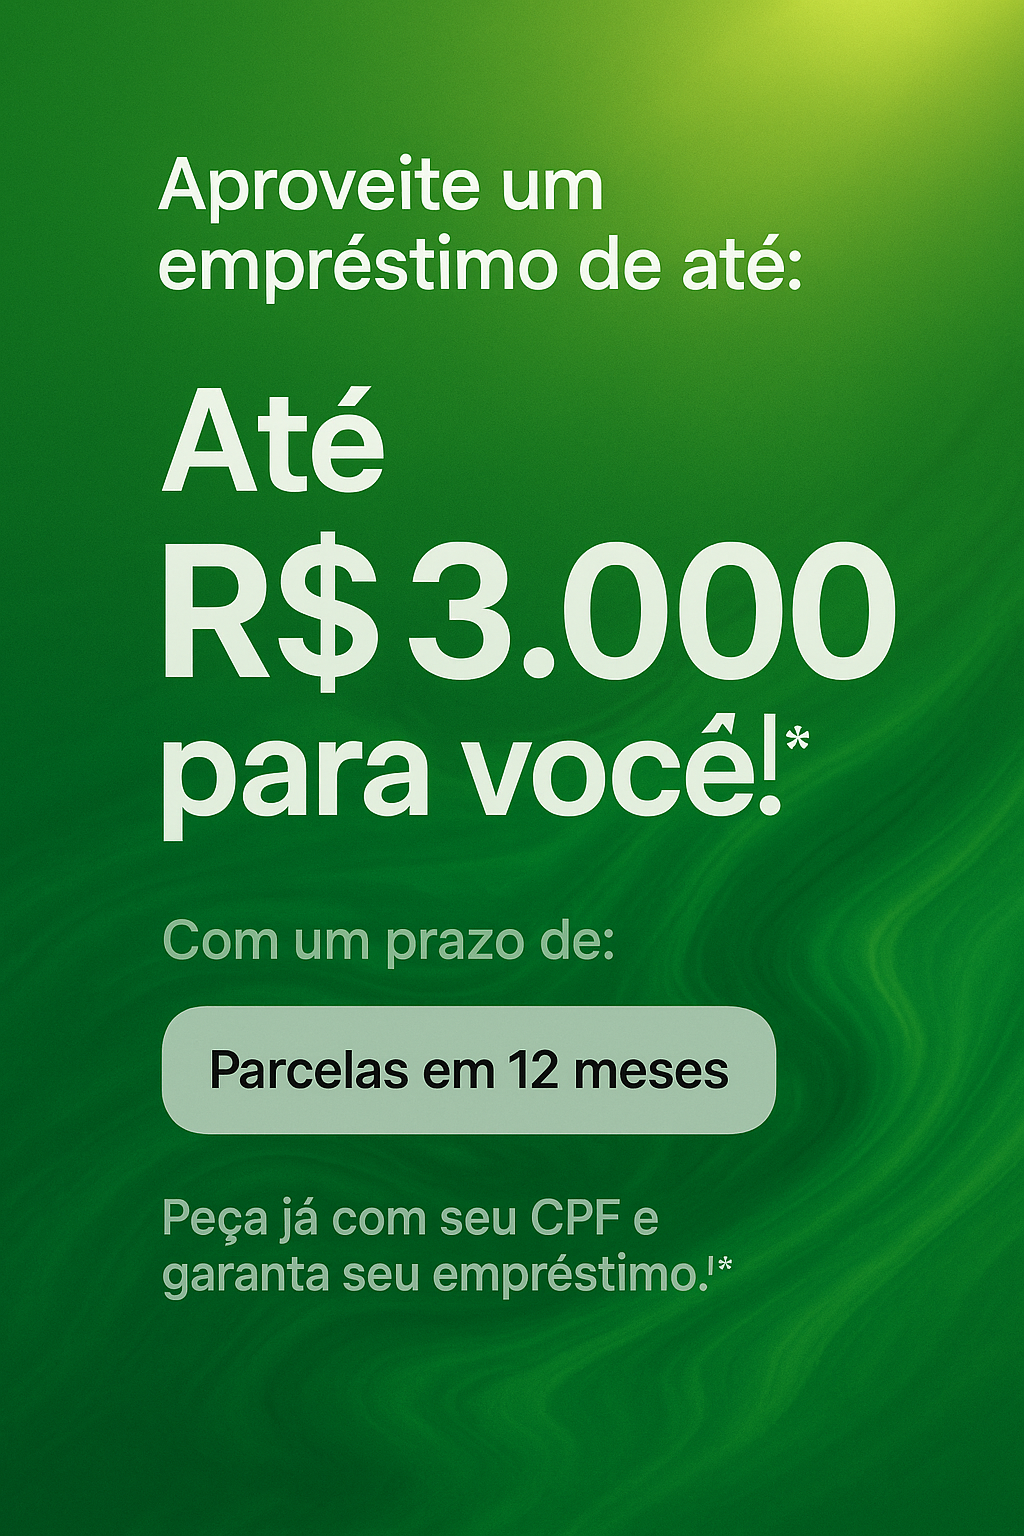 Aproveite um
empréstimo de até:
Até
R$ 3.000
para você!*
Com um prazo de:
Parcelas em 12 meses
Peça já com seu CPF e
garanta seu empréstimo.!*